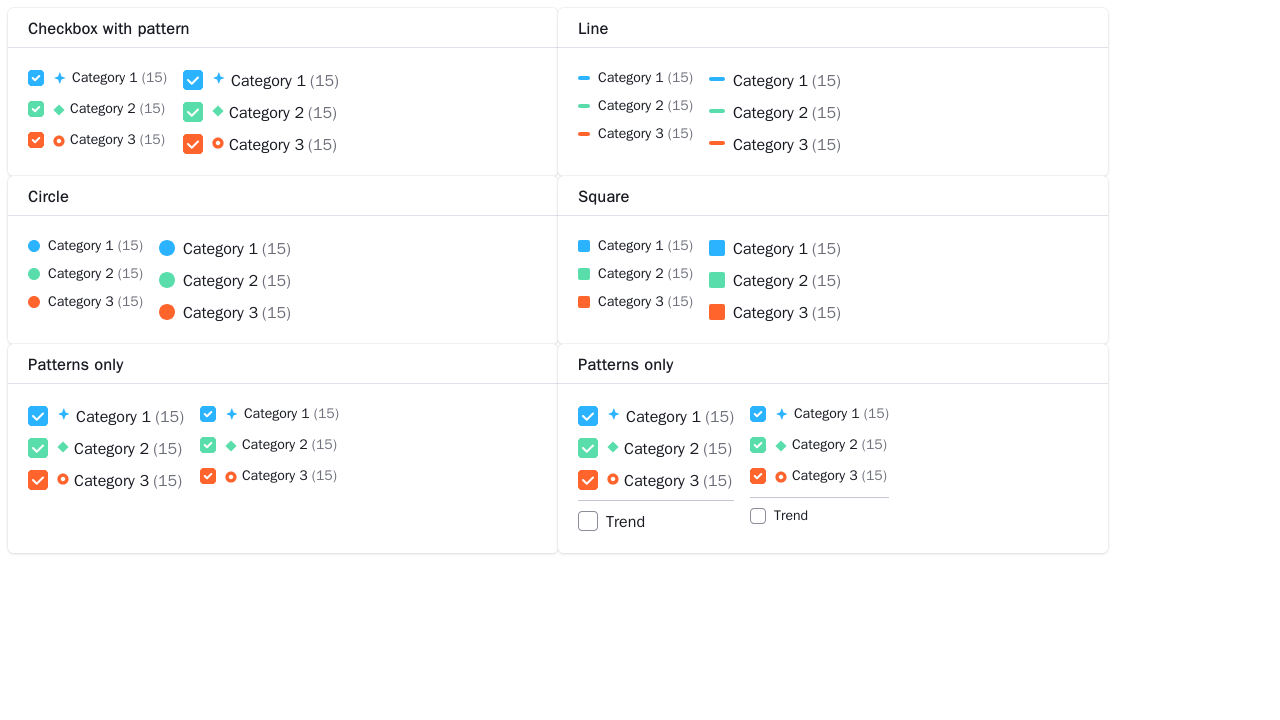 Checkbox with pattern
Category 1 (15)
Category 2 (15)
Category 3 (15)
Category 1 (15)
Category 2 (15)
Category 3 (15)
Line
Category 1 (15)
Category 2 (15)
Category 3 (15)
Category 1 (15)
Category 2 (15)
Category 3 (15)
Circle
Category 1 (15)
Category 2 (15)
Category 3 (15)
Category 1 (15)
Category 2 (15)
Category 3 (15)
Square
Category 1 (15)
Category 2 (15)
Category 3 (15)
Category 1 (15)
Category 2 (15)
Category 3 (15)
Patterns only
Category 1 (15)
Category 2 (15)
Category 3 (15)
Category 1 (15)
Category 2 (15)
Category 3 (15)
Patterns only
Category 1 (15)
Category 2 (15)
Category 3 (15)
Trend
Category 1 (15)
Category 2 (15)
Category 3 (15)
Trend